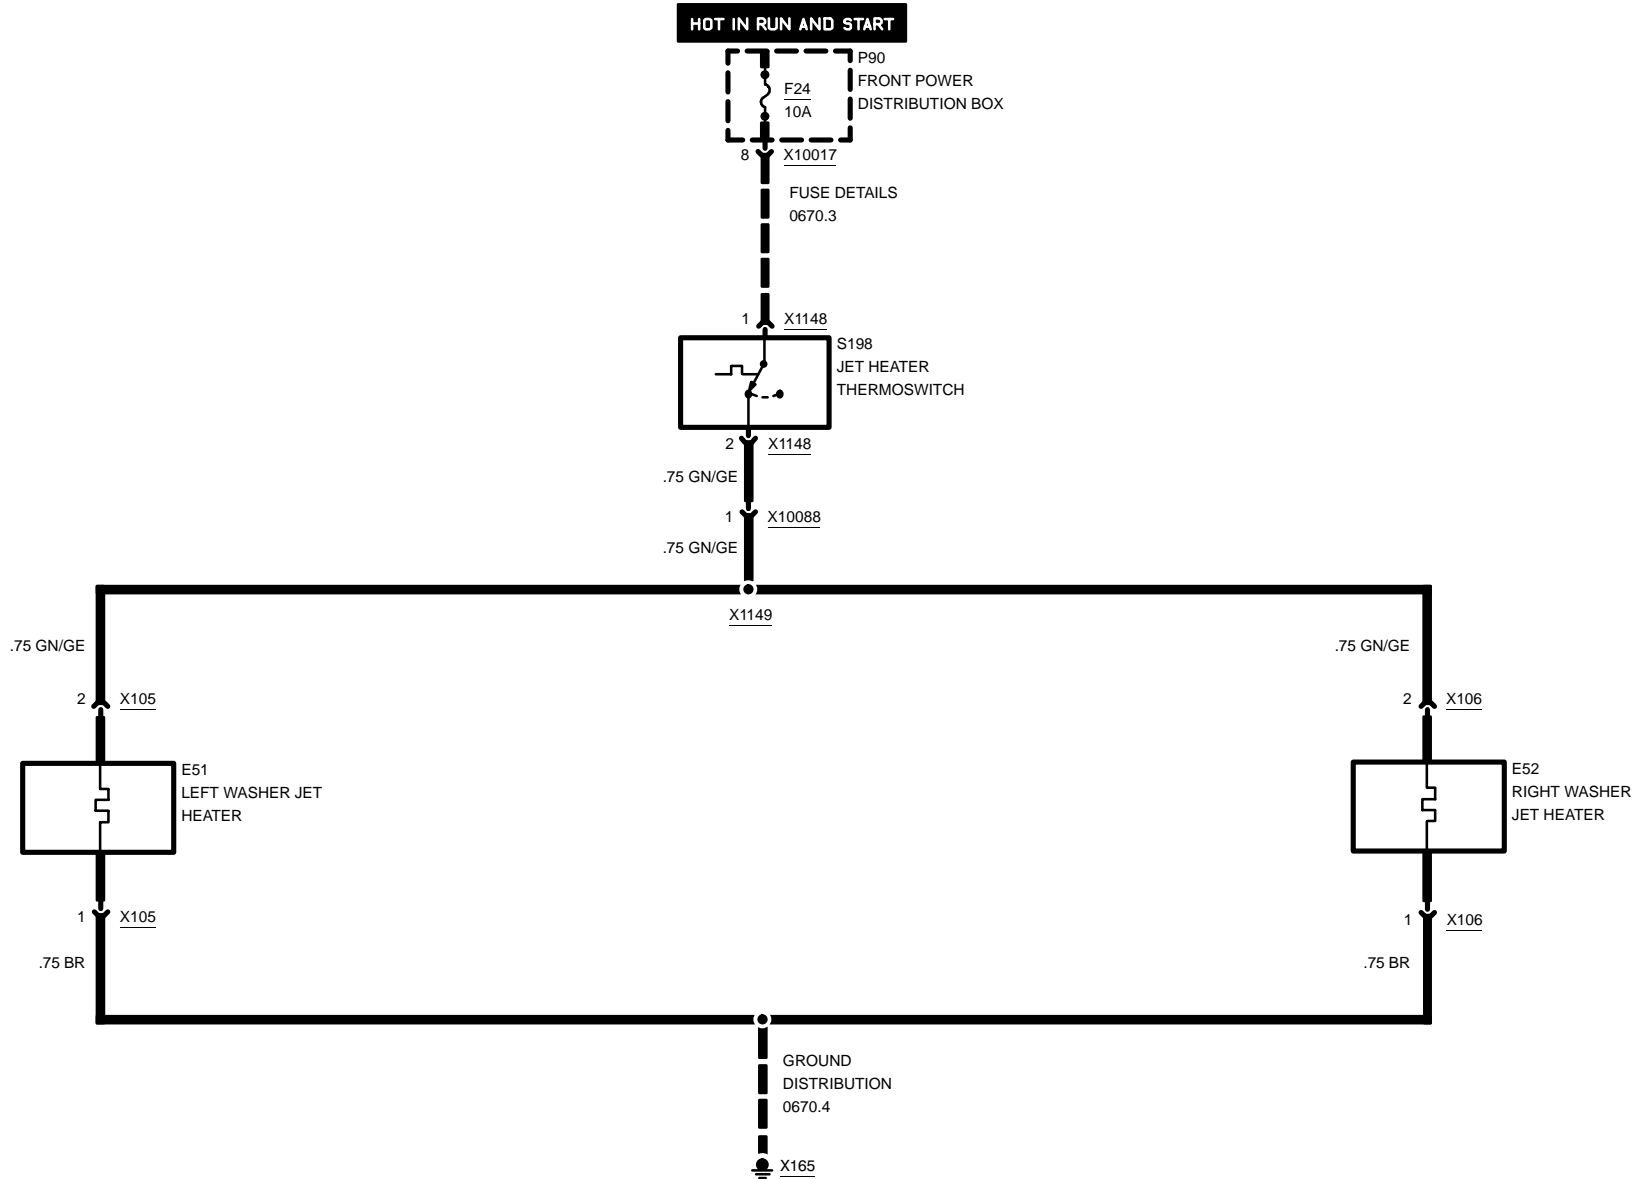 HOT IN RUN AND START
P90
FRONT POWER
DISTRIBUTION BOX
F24
10A
8 X10017
FUSE DETAILS
0670.3
1 X1148
S198
JET HEATER
THERMOSWITCH
2 X1148
.75 GN/GE
1 X10088
.75 GN/GE
X1149
.75 GN/GE
.75 GN/GE
2 X105
2 X106
E51
LEFT WASHER JET
HEATER
E52
RIGHT WASHER
JET HEATER
1 X105
1 X106
.75 BR
.75 BR
GROUND
DISTRIBUTION
0670.4
X165